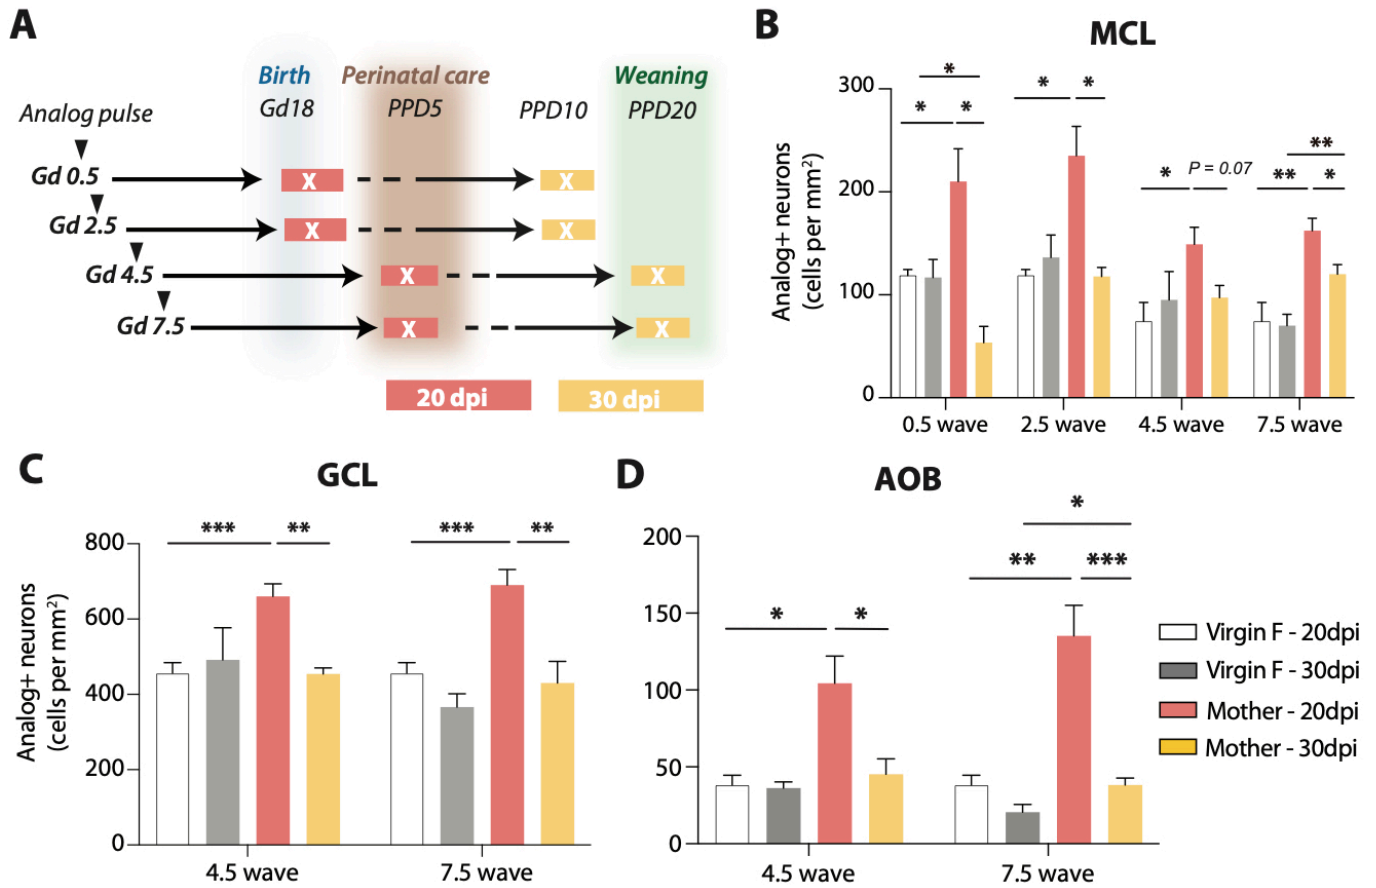 A
Birth
Perinatal care
Weaning
Analog pulse
Gd18
PPD5
PPD10
PPD20
Gd 0.5
X
X
Gd 2.5
X
X
Gd 4.5
X
X
Gd 7.5
X
X
20 dpi
30 dpi
B
MCL
Analog+ neurons
(cells per mm²)
300
200
100
0
*
*
*
*
*
*
P = 0.07
**
**
*
0.5 wave
2.5 wave
4.5 wave
7.5 wave
C
GCL
Analog+ neurons
(cells per mm²)
800
600
400
200
0
***
**
***
**
4.5 wave
7.5 wave
D
AOB
200
150
100
50
0
*
*
*
**
***
4.5 wave
7.5 wave
Virgin F - 20dpi
Virgin F - 30dpi
Mother - 20dpi
Mother - 30dpi